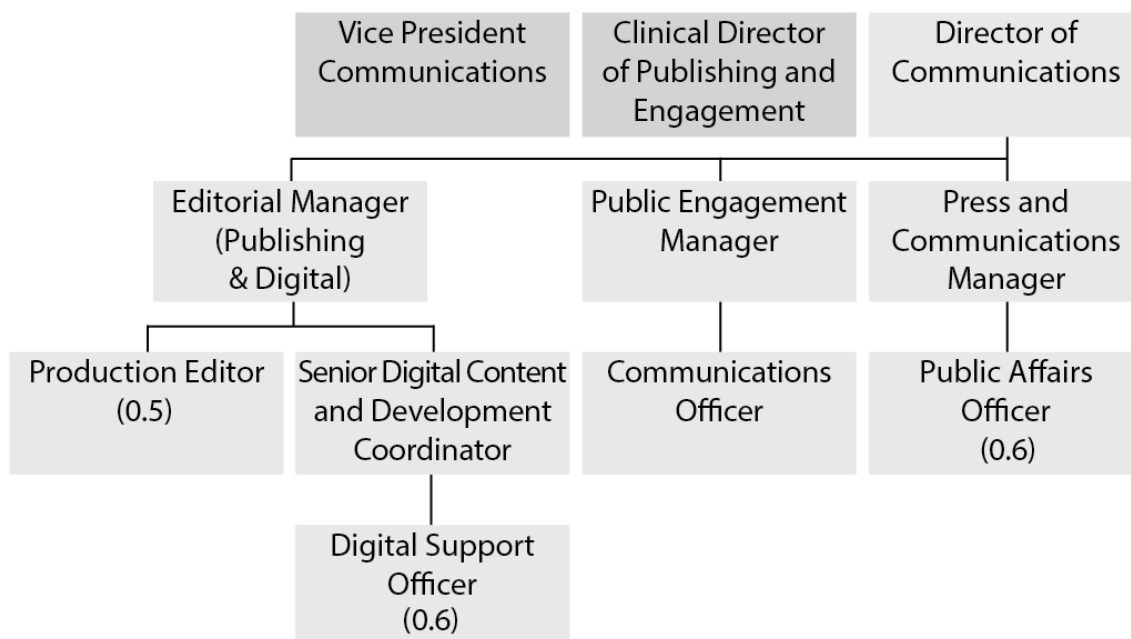 Vice President
Communications
Clinical Director
of Publishing and
Engagement
Director of
Communications
Editorial Manager
(Publishing
& Digital)
Public Engagement
Manager
Press and
Communications
Manager
Production Editor
(0.5)
Senior Digital Content
and Development
Coordinator
Communications
Officer
Public Affairs
Officer
(0.6)
Digital Support
Officer
(0.6)